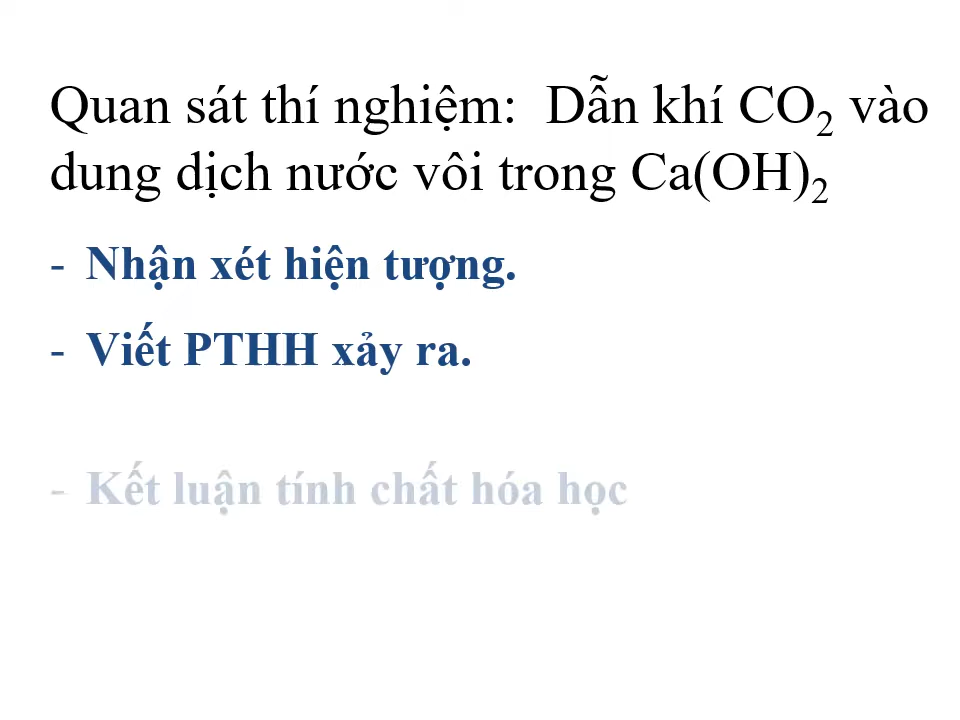 Quan sát thí nghiệm:  Dẫn khí CO₂ vào
dung dịch nước vôi trong Ca(OH)₂
- Nhận xét hiện tượng.
- Viết PTHH xảy ra.
- Kết luận tính chất hóa học